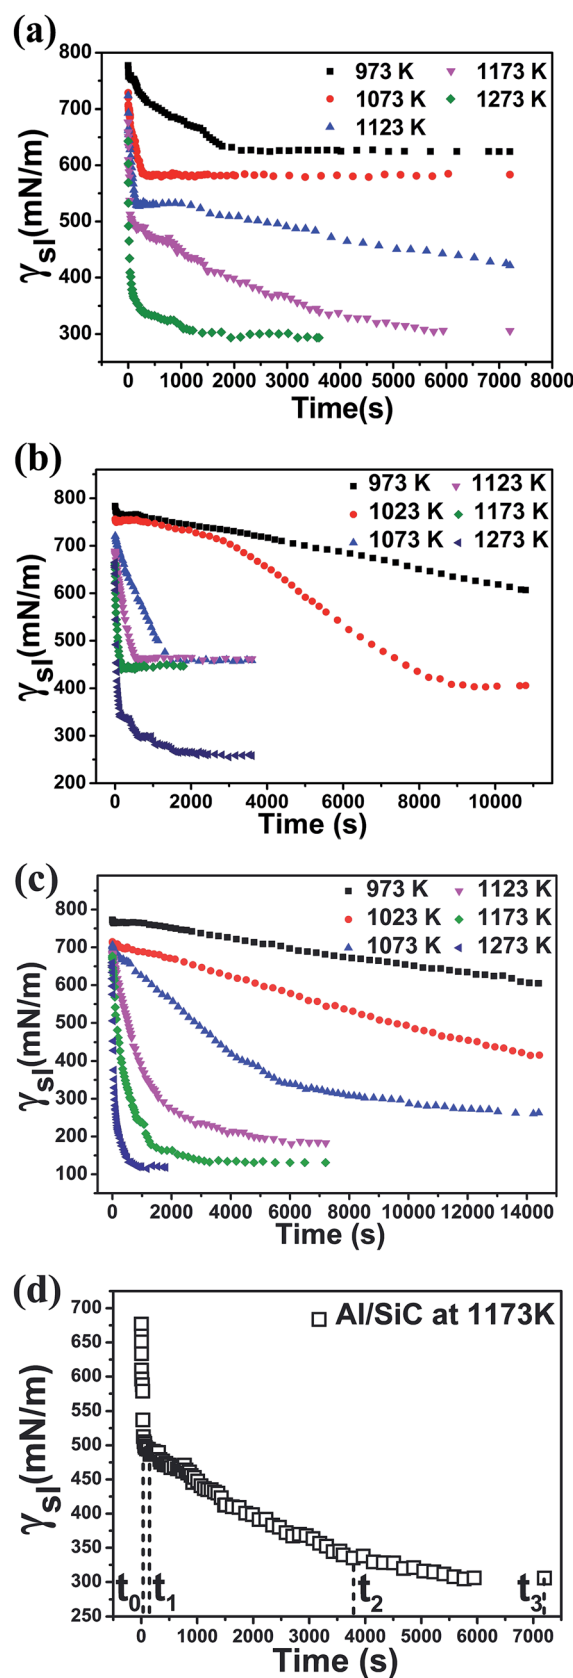 (a)
800
700
600
500
400
300
γsl(mN/m)
973 K
1173 K
1073 K
1273 K
1123 K
0 1000 2000 3000 4000 5000 6000 7000 8000
Time(s)
(b)
800
700
600
500
400
300
200
γsl(mN/m)
973 K
1123 K
1023 K
1173 K
1073 K
1273 K
0 2000 4000 6000 8000 10000
Time (s)
(c)
900
800
700
600
500
400
300
200
100
γsl(mN/m)
973 K
1123 K
1023 K
1173 K
1073 K
1273 K
0 2000 4000 6000 8000 10000 12000 14000
Time (s)
(d)
700
650
600
550
500
450
400
350
300
250
γsl(mN/m)
Al/SiC at 1173K
t0 t1 t2 t3
0 1000 2000 3000 4000 5000 6000 7000
Time (s)